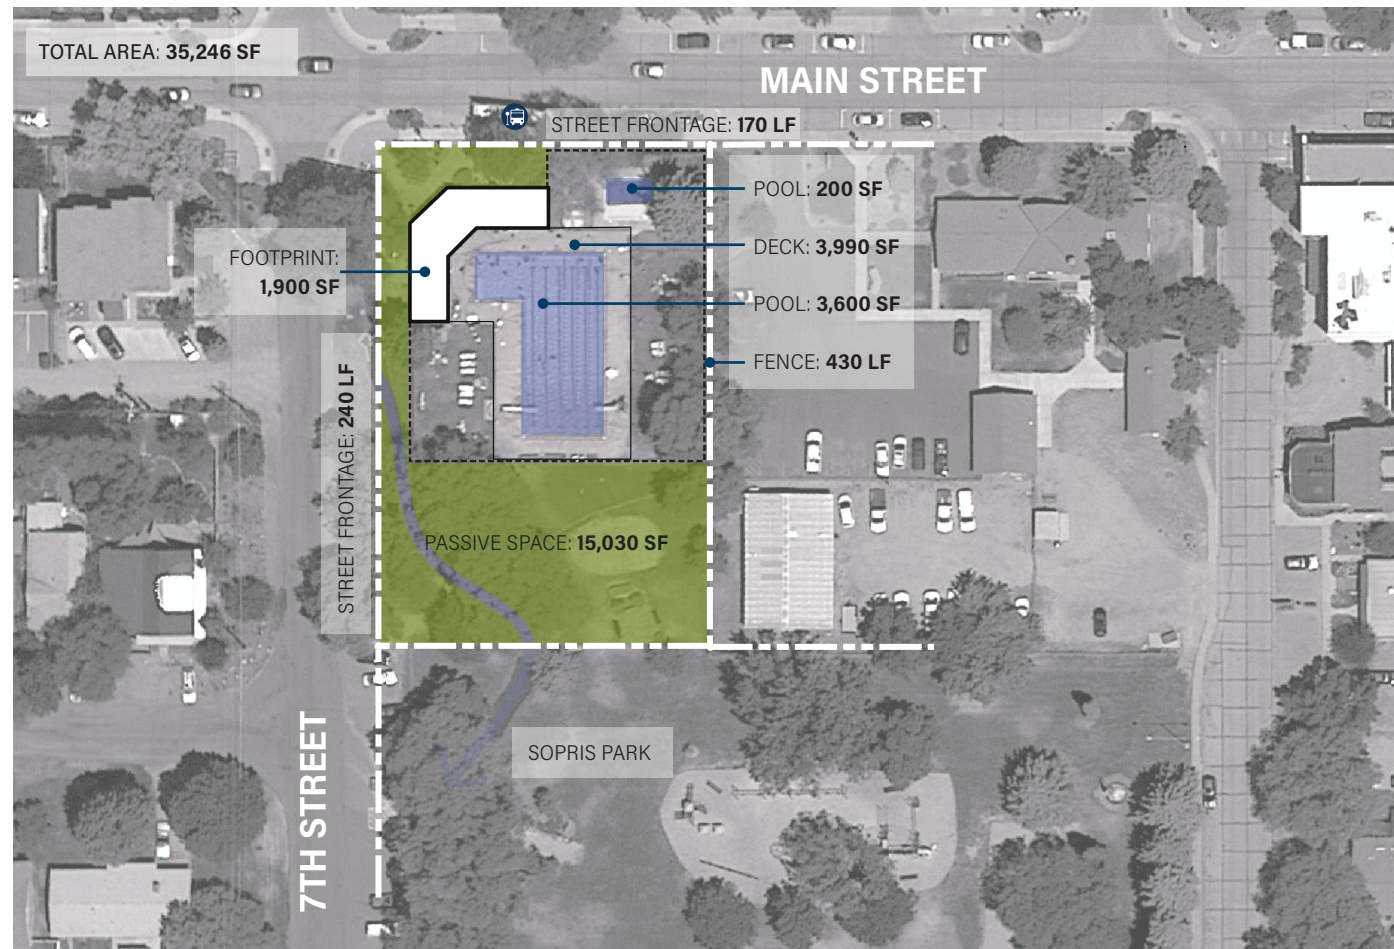 TOTAL AREA: 35,246 SF
MAIN STREET
STREET FRONTAGE: 170 LF
POOL: 200 SF
DECK: 3,990 SF
POOL: 3,600 SF
FENCE: 430 LF
FOOTPRINT:
1,900 SF
STREET FRONTAGE: 240 LF
PASSIVE SPACE: 15,030 SF
SOPRIS PARK
7TH STREET